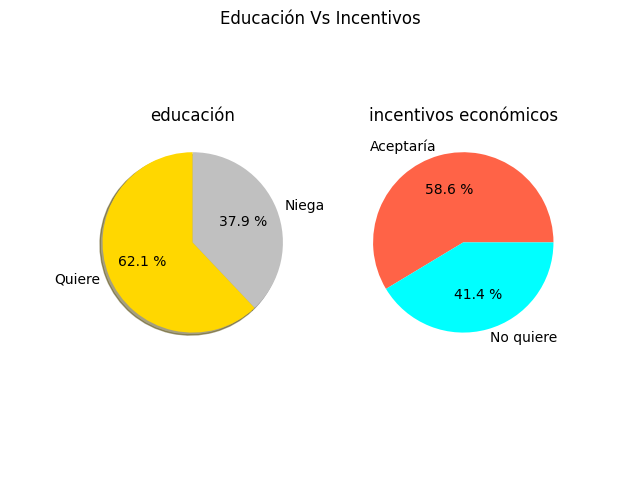 Educación Vs Incentivos
educación
Niega
37.9 %
62.1 %
Quiere
incentivos económicos
Aceptaría
58.6 %
41.4 %
No quiere